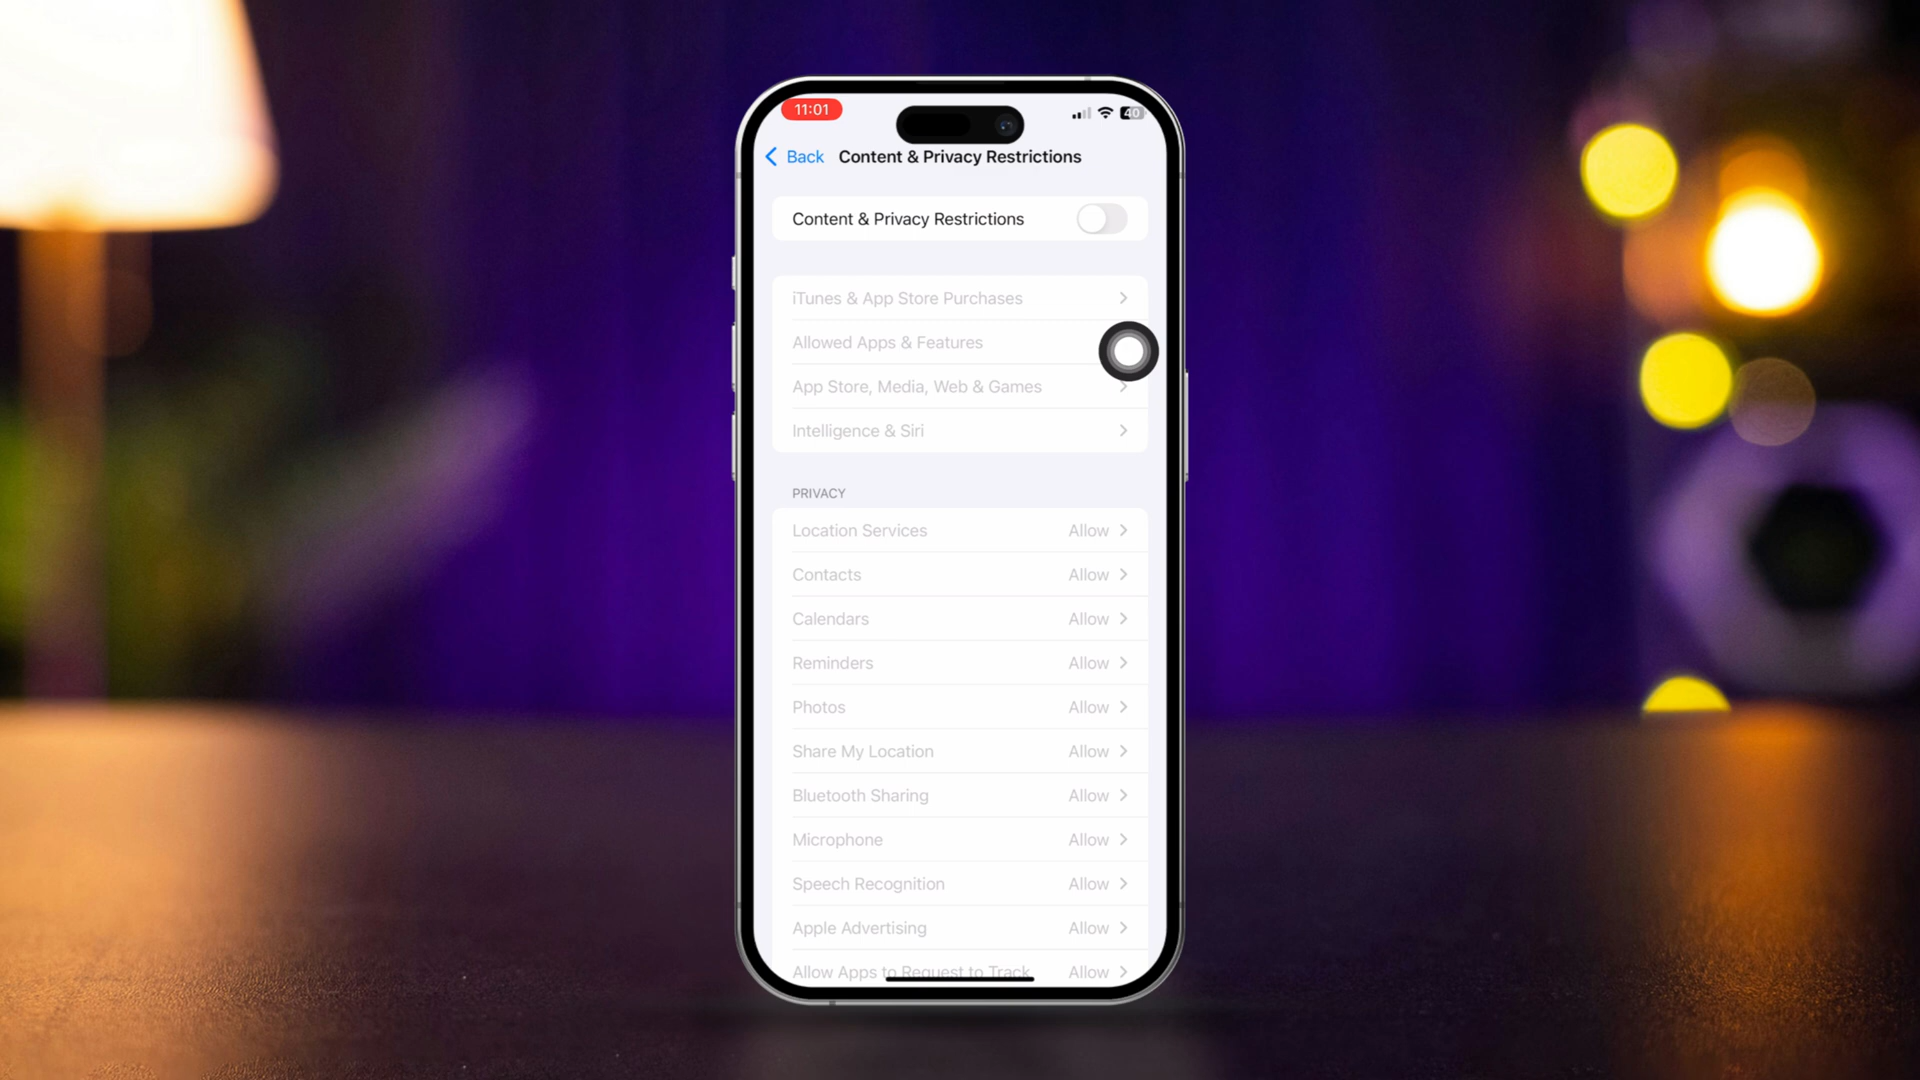 11:01
40
Back Content & Privacy Restrictions
Content & Privacy Restrictions
iTunes & App Store Purchases
Allowed Apps & Features
App Store, Media, Web & Games
Intelligence & Siri
PRIVACY
Location Services Allow
Contacts Allow
Calendars Allow
Reminders Allow
Photos Allow
Share My Location Allow
Bluetooth Sharing Allow
Microphone Allow
Speech Recognition Allow
Apple Advertising Allow
Allow Apps to Request to Track Allow